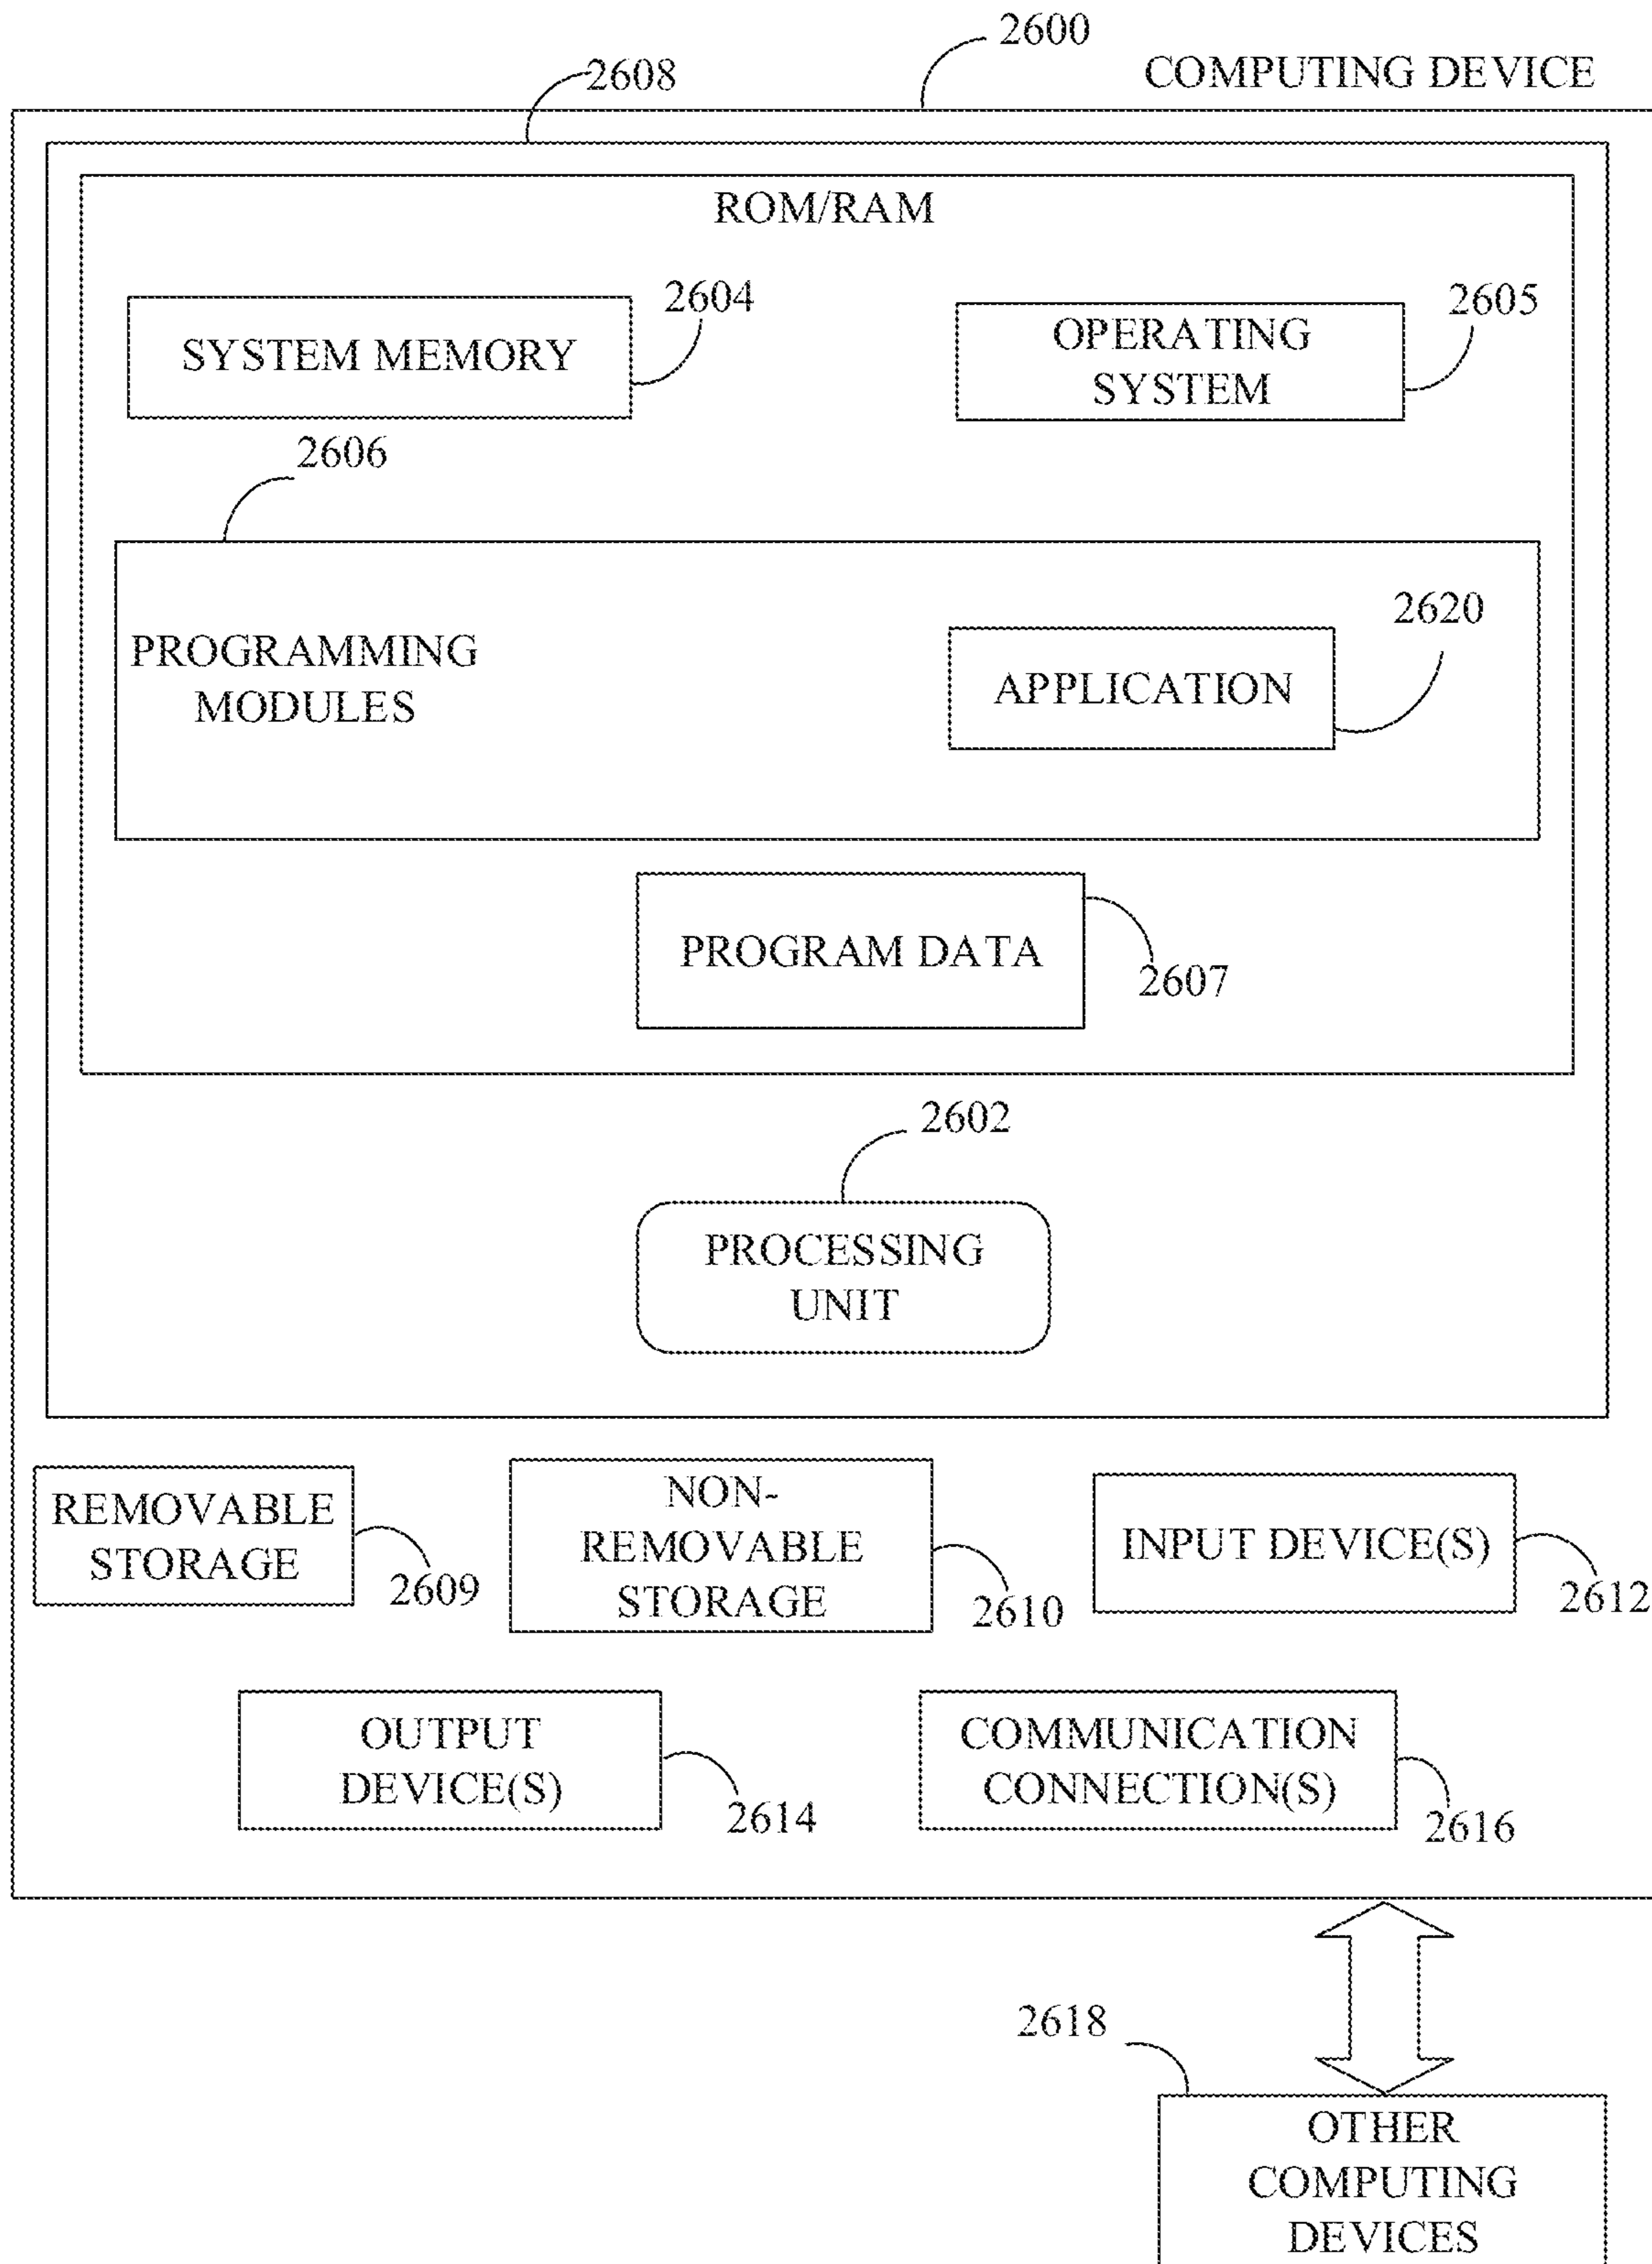 2600
2608
COMPUTING DEVICE
ROM/RAM
2604
2605
SYSTEM MEMORY
OPERATING
SYSTEM
2606
2620
PROGRAMMING
MODULES
APPLICATION
PROGRAM DATA
2607
2602
PROCESSING
UNIT
REMOVABLE
STORAGE
2609
NON-
REMOVABLE
STORAGE
2610
INPUT DEVICE(S)
2612
OUTPUT
DEVICE(S)
2614
COMMUNICATION
CONNECTION(S)
2616
2618
OTHER
COMPUTING
DEVICES